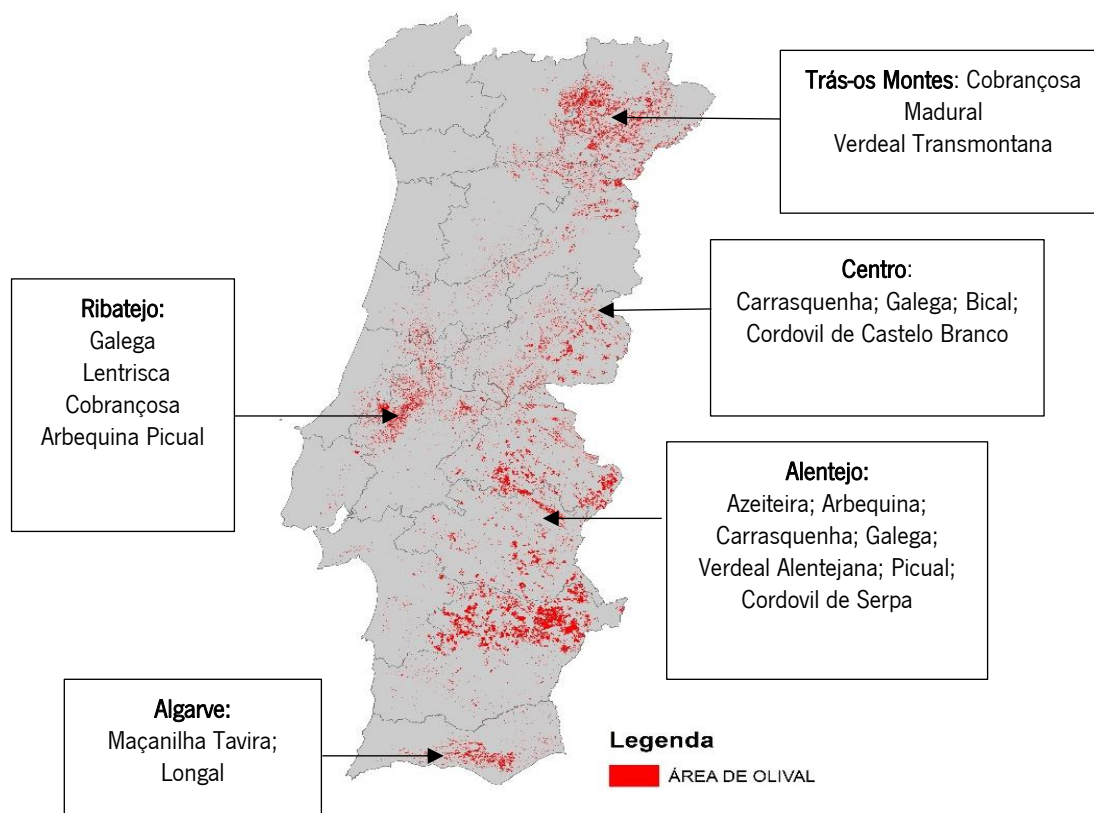 Trás-os Montes: Cobrançosa
Madural
Verdeal Transmontana
Centro:
Carrasquenha; Galega; Bical;
Cordovil de Castelo Branco
Ribatejo:
Galega
Lentrisca
Cobrançosa
Arbequina Picual
Alentejo:
Azeiteira; Arbequina;
Carrasquenha; Galega;
Verdeal Alentejana; Picual;
Cordovil de Serpa
Algarve:
Maçanilha Tavira;
Longal
Legenda
ÁREA DE OLIVAL